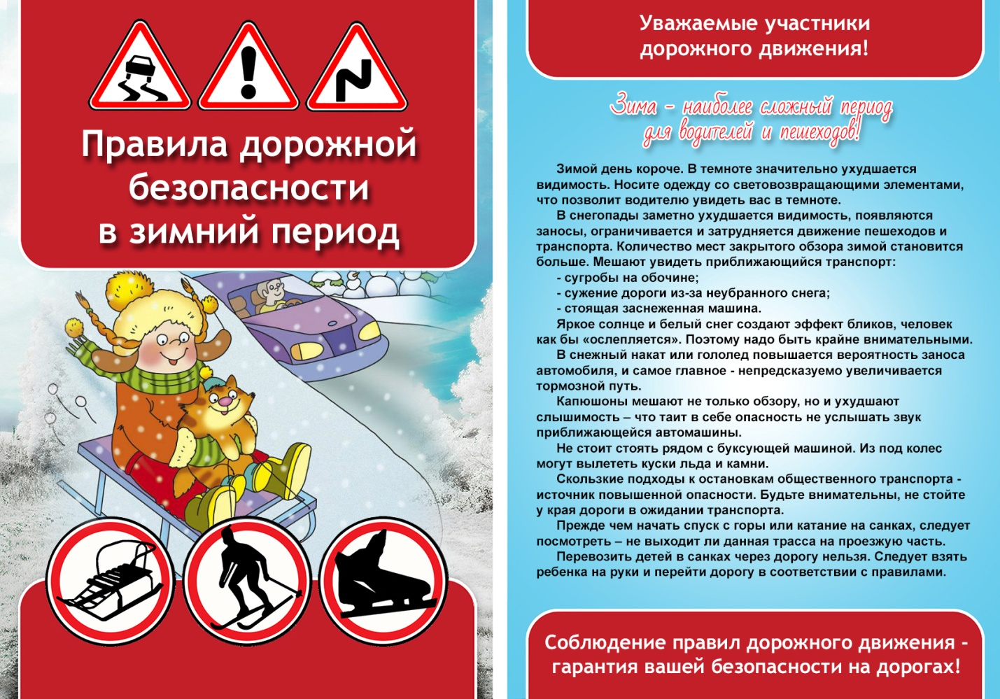 Правила дорожной
безопасности
в зимний период
Уважаемые участники
дорожного движения!
Зима - наиболее сложный период
для водителей и пешеходов!
Зимой день короче. В темноте значительно ухудшается
видимость. Носите одежду со световозвращающими элементами,
что позволит водителю увидеть вас в темноте.
В снегопады заметно ухудшается видимость, появляются
заносы, ограничивается и затрудняется движение пешеходов и
транспорта. Количество мест закрытого обзора зимой становится
больше. Мешают увидеть приближающийся транспорт:
- сугробы на обочине;
- сужение дороги из-за неубранного снега;
- стоящая заснеженная машина.
Яркое солнце и белый снег создают эффект бликов, человек
как бы «ослепляется». Поэтому надо быть крайне внимательными.
В снежный накат или гололед повышается вероятность заноса
автомобиля, и самое главное - непредсказуемо увеличивается
тормозной путь.
Капюшоны мешают не только обзору, но и ухудшают
слышимость – что таит в себе опасность не услышать звук
приближающейся автомашины.
Не стоит стоять рядом с буксующей машиной. Из под колес
могут вылететь куски льда и камни.
Скользкие подходы к остановкам общественного транспорта -
источник повышенной опасности. Будьте внимательны, не стойте
у края дороги в ожидании транспорта.
Прежде чем начать спуск с горы или катание на санках, следует
посмотреть – не выходит ли данная трасса на проезжую часть.
Перевозить детей в санках через дорогу нельзя. Следует взять
ребенка на руки и перейти дорогу в соответствии с правилами.
Соблюдение правил дорожного движения -
гарантия вашей безопасности на дорогах!